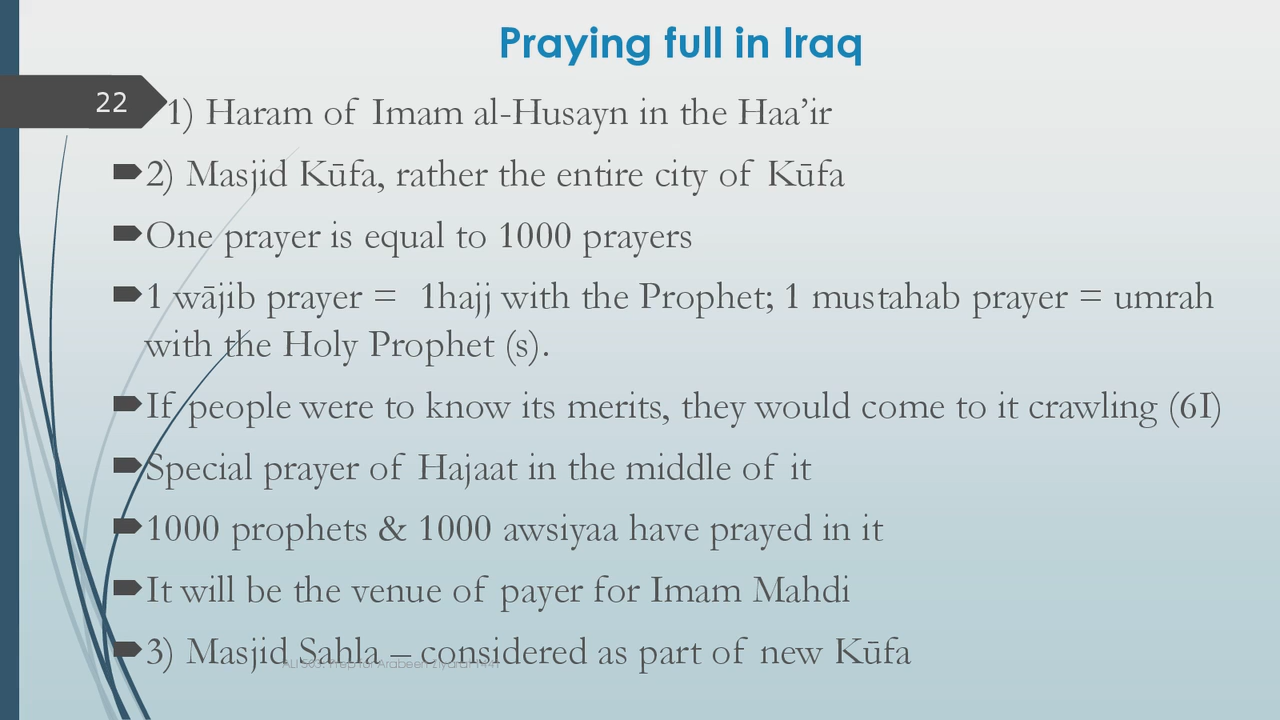 Praying full in Iraq
22
1) Haram of Imam al-Husayn in the Haa’ir
2) Masjid Kūfa, rather the entire city of Kūfa
One prayer is equal to 1000 prayers
1 wājib prayer = 1hajj with the Prophet; 1 mustahab prayer = umrah
with the Holy Prophet (s).
If people were to know its merits, they would come to it crawling (6I)
Special prayer of Hajaat in the middle of it
1000 prophets & 1000 awsiyaa have prayed in it
It will be the venue of payer for Imam Mahdi
3) Masjid Sahla – considered as part of new Kūfa
Prep for Arabeen Ziyarat